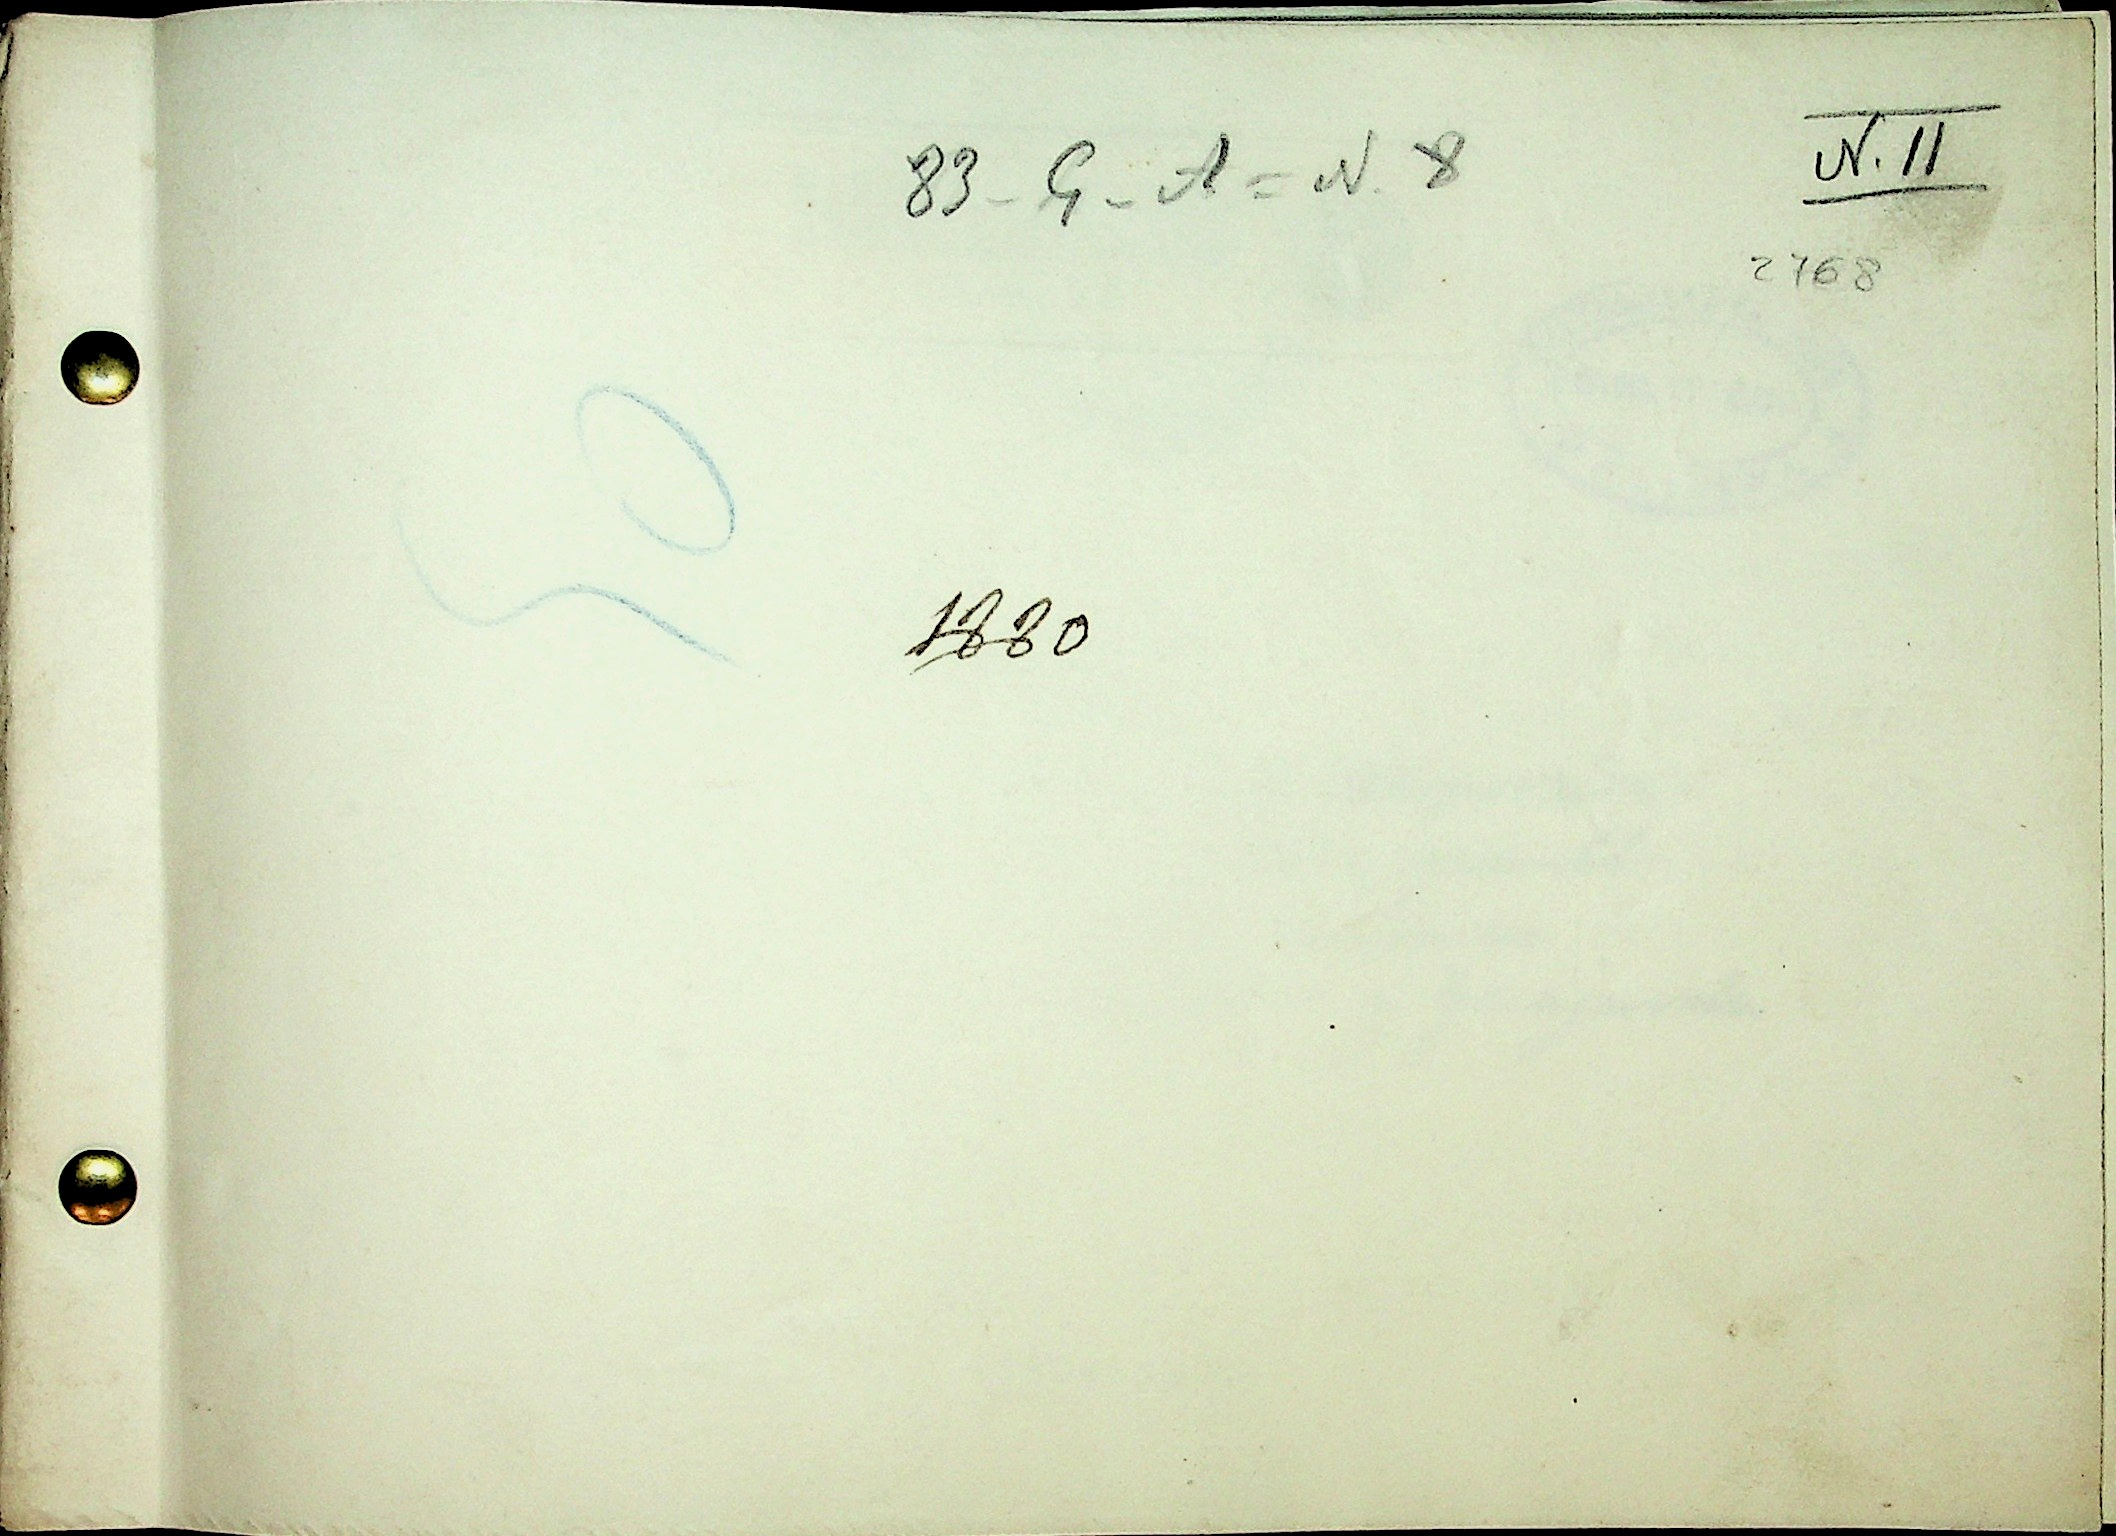 N. 11
83 - G - A = N. 8
2768
1880